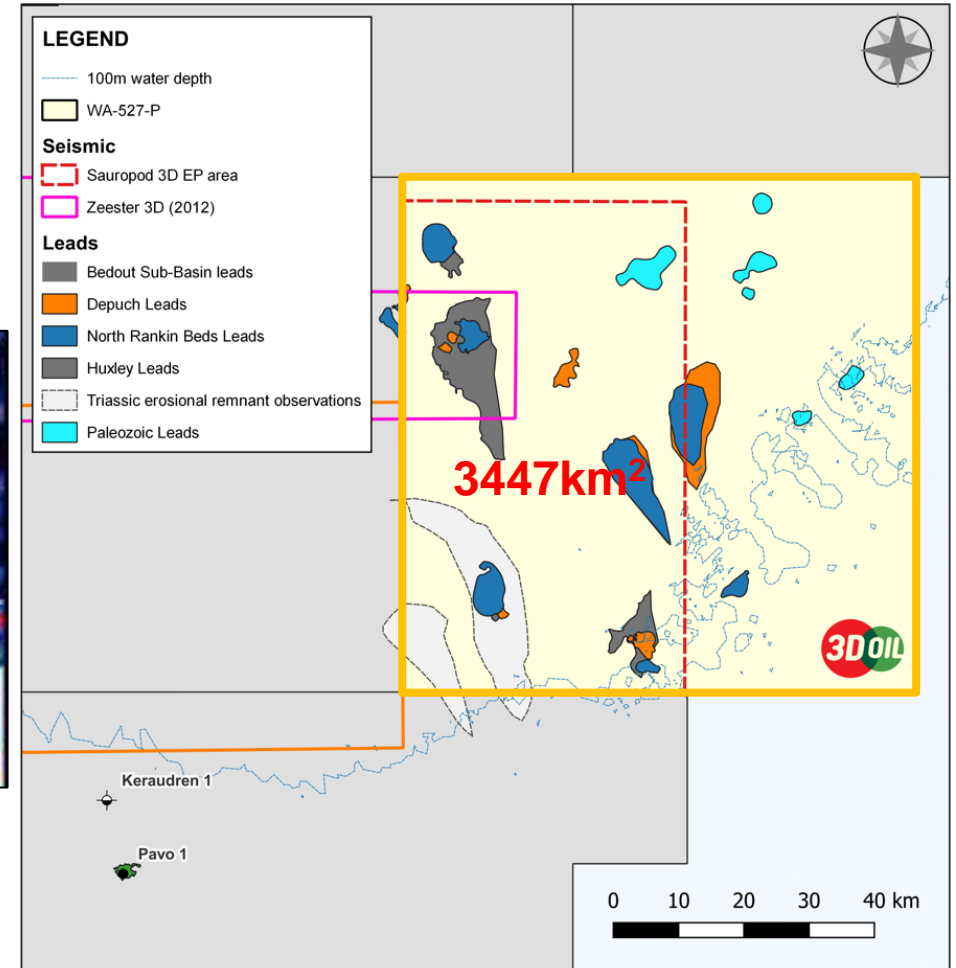 LEGEND
100m water depth
WA-527-P
Seismic
Sauropod 3D EP area
Zeester 3D (2012)
Leads
Bedout Sub-Basin leads
Depuch Leads
North Rankin Beds Leads
Huxley Leads
Triassic erosional remnant observations
Paleozoic Leads
3447km²
3D OIL
Keraudren 1
Pavo 1
0 10 20 30 40 km